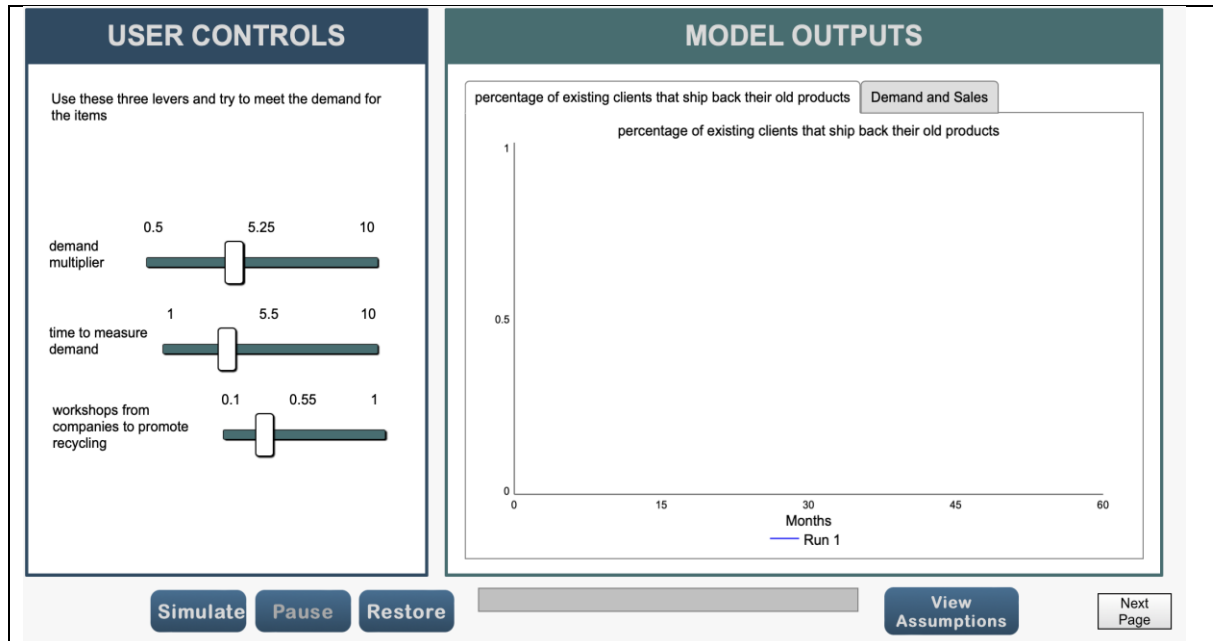 USER CONTROLS
Use these three levers and try to meet the demand for
the items
0.5 5.25 10
demand
multiplier
1 5.5 10
time to measure
demand
0.1 0.55 1
workshops from
companies to promote
recycling
MODEL OUTPUTS
percentage of existing clients that ship back their old products
Demand and Sales
percentage of existing clients that ship back their old products
1
0.5
0
0 15 30 45 60
Months
Run 1
Simulate
Pause
Restore
View
Assumptions
Next
Page